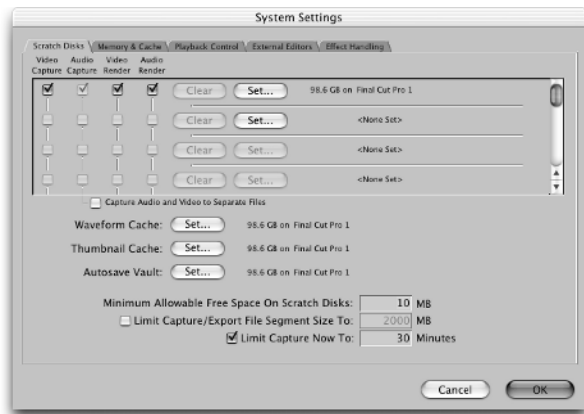 System Settings
Scratch Disks Memory & Cache Playback Control External Editors Effect Handling
Video Capture Audio Capture Video Render Audio Render
Clear Set... 98.6 GB on Final Cut Pro 1
Clear Set... <None Set>
Clear Set... <None Set>
Clear Set... <None Set>
Capture Audio and Video to Separate Files
Waveform Cache: Set... 98.6 GB on Final Cut Pro 1
Thumbnail Cache: Set... 98.6 GB on Final Cut Pro 1
Autosave Vault: Set... 98.6 GB on Final Cut Pro 1
Minimum Allowable Free Space On Scratch Disks: 10 MB
Limit Capture/Export File Segment Size To: 2000 MB
Limit Capture Now To: 30 Minutes
Cancel OK